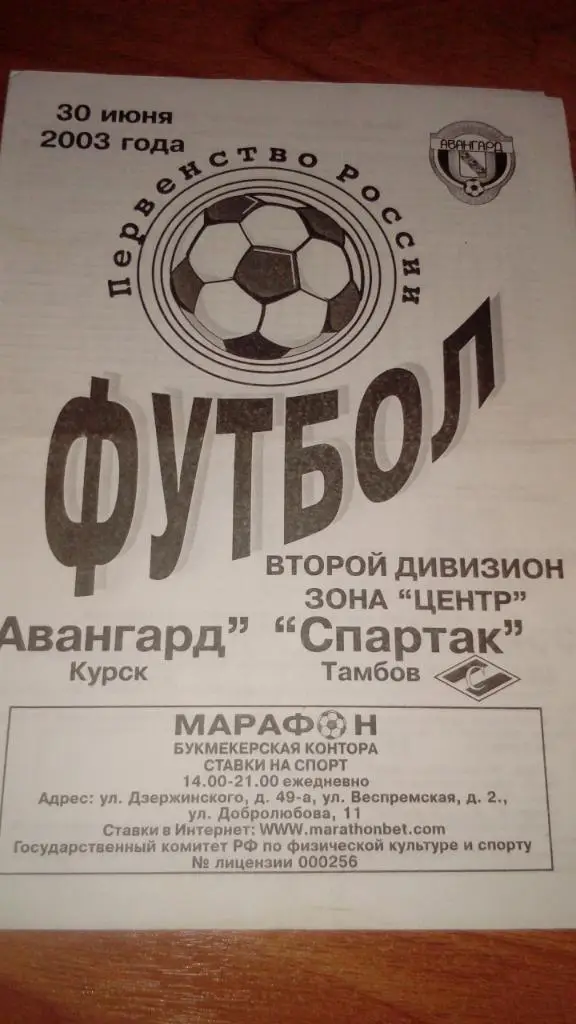 30 июня
2003 года
АВАНГАРД
Первенство России
ФУТБОЛ
ВТОРОЙ ДИВИЗИОН
ЗОНА "ЦЕНТР"
Авангард" "Спартак"
Курск Тамбов
МАРАФОН
БУКМЕКЕРСКАЯ КОНТОРА
СТАВКИ НА СПОРТ
14.00-21.00 ежедневно
Адрес: ул. Дзержинского, д. 49-а, ул. Веспремская, д. 2.,
ул. Добролюбова, 11
Ставки в Интернет: WWW.marathonbet.com
Государственный комитет РФ по физической культуре и спорту
№ лицензии 000256